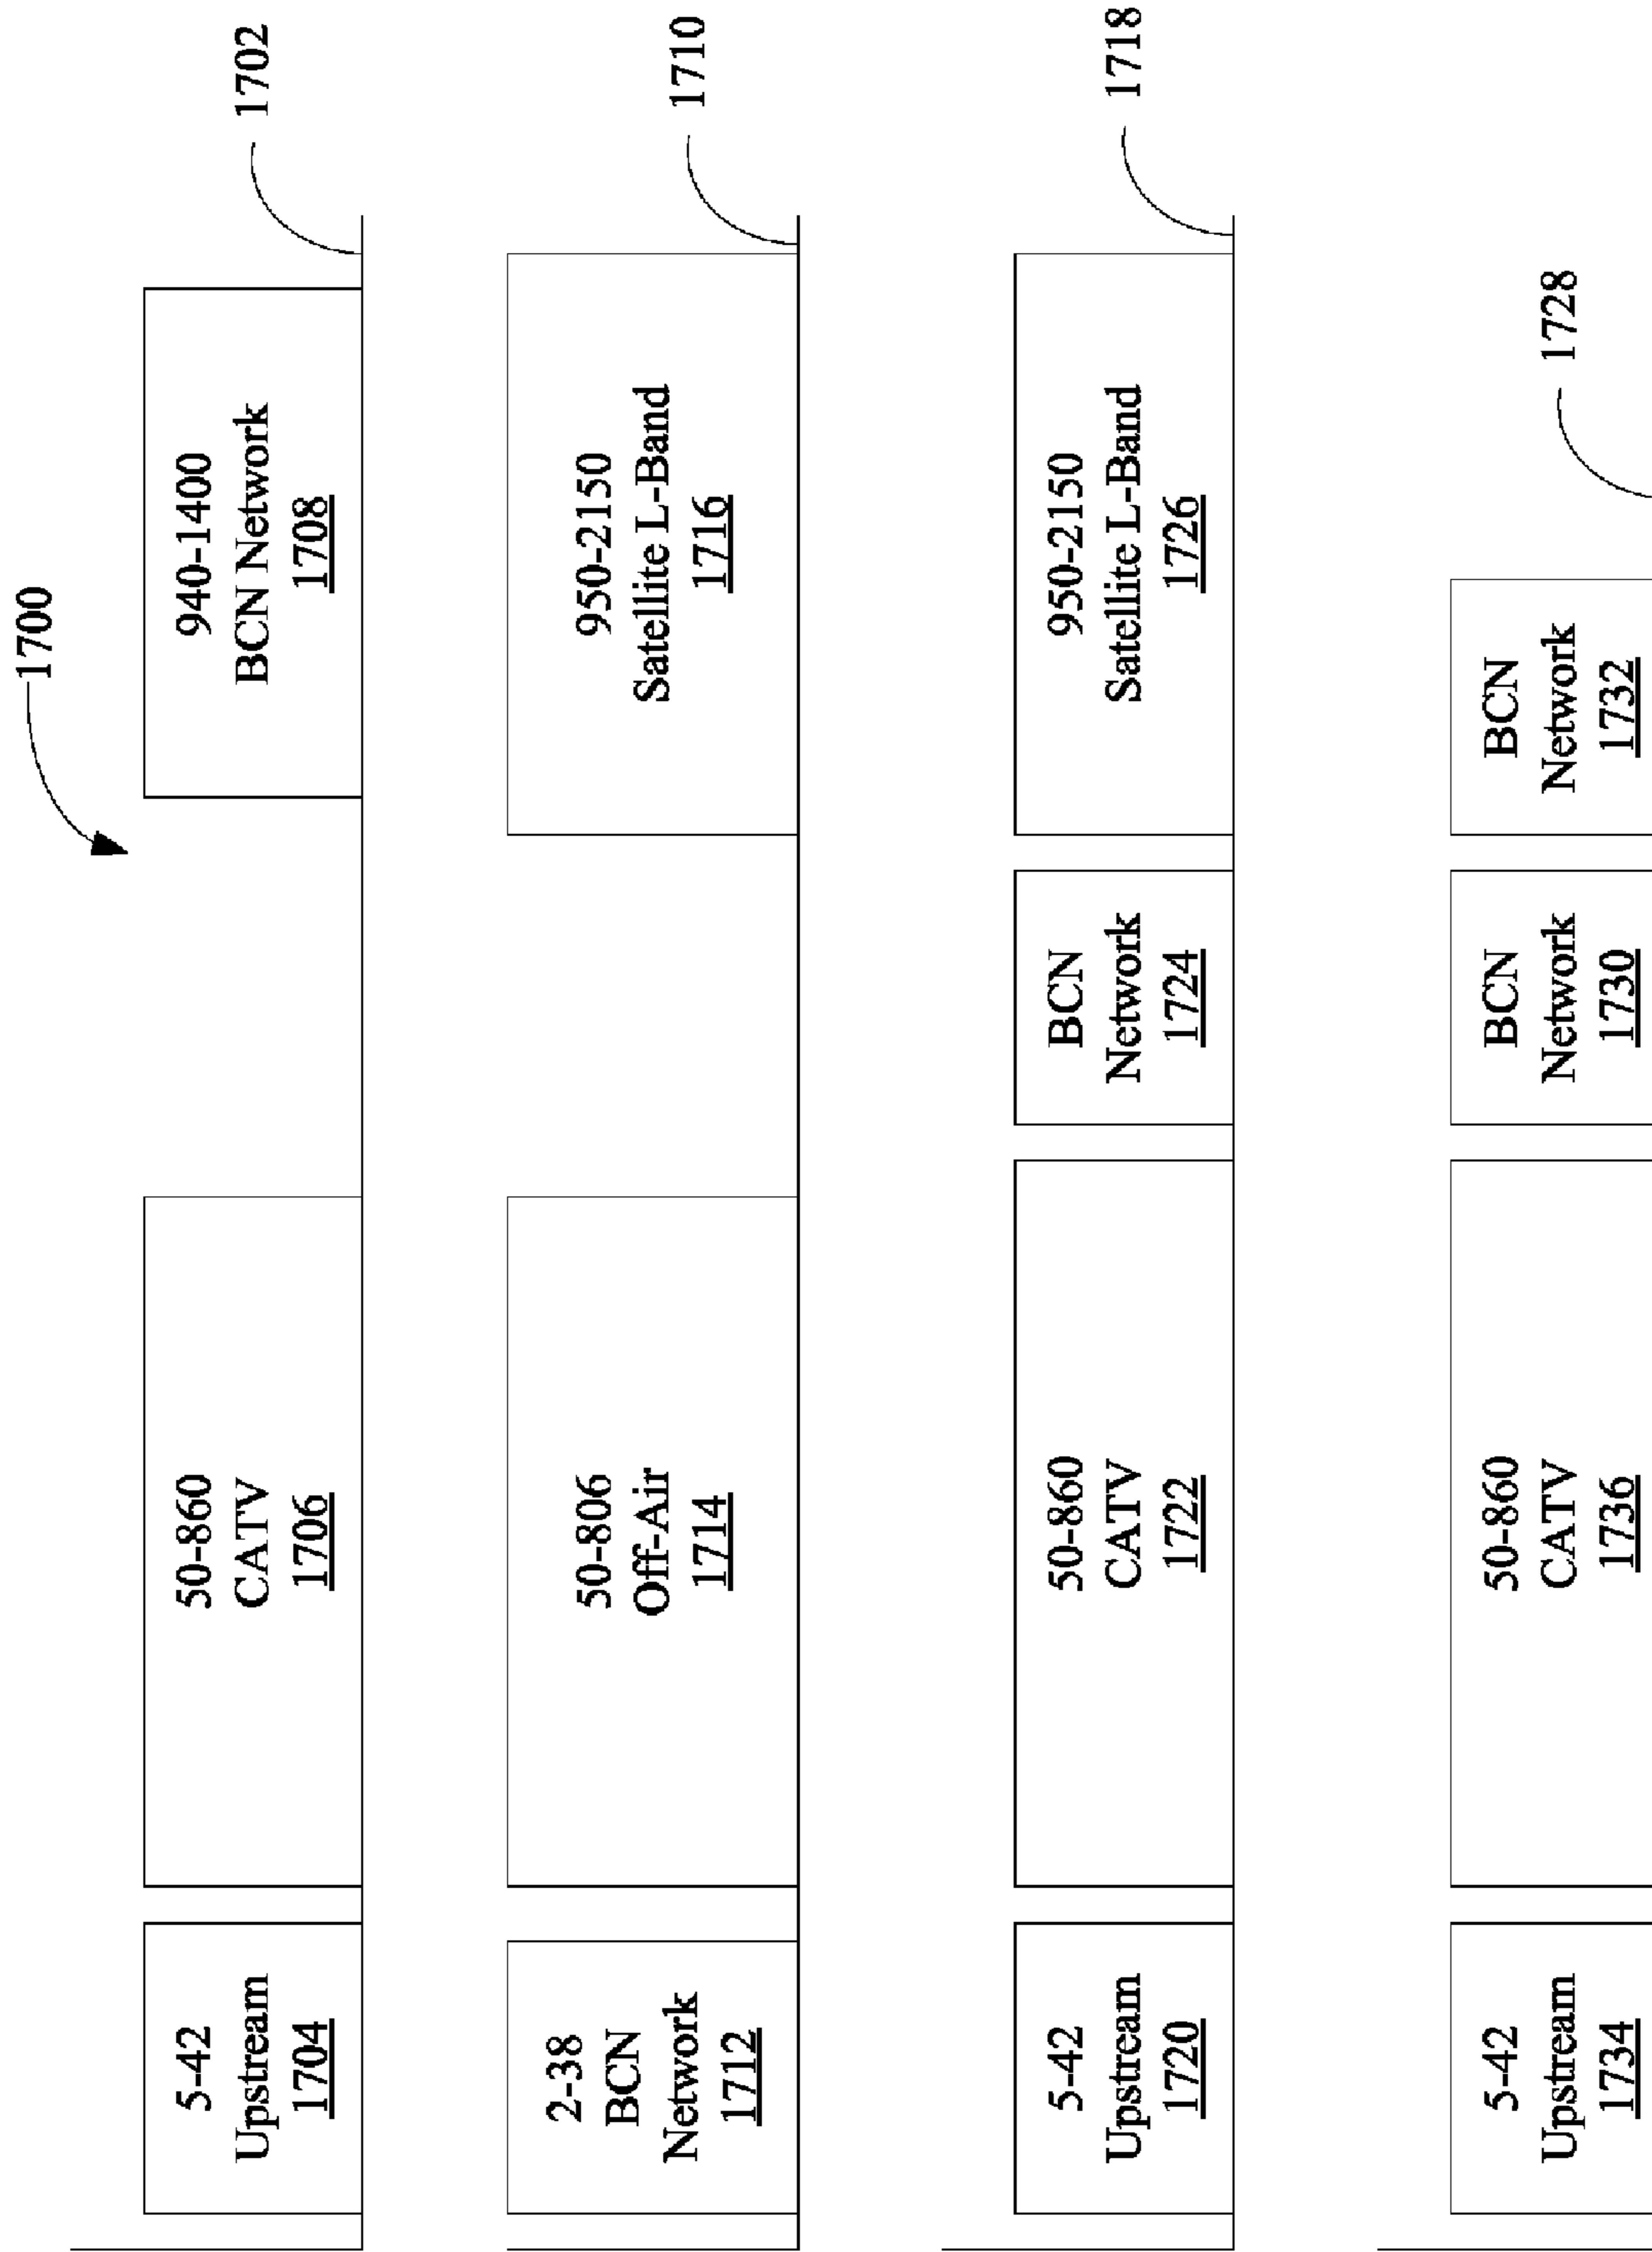 1700
5-42
Upstream
1704
50-860
CATV
1706
940-1400
BCN Network
1708
1702
2-38
BCN
Network
1712
50-806
Off-Air
1714
950-2150
Satellite L-Band
1716
1710
5-42
Upstream
1720
50-860
CATV
1722
BCN
Network
1724
950-2150
Satellite L-Band
1726
1718
5-42
Upstream
1734
50-860
CATV
1736
BCN
Network
1730
BCN
Network
1732
1728